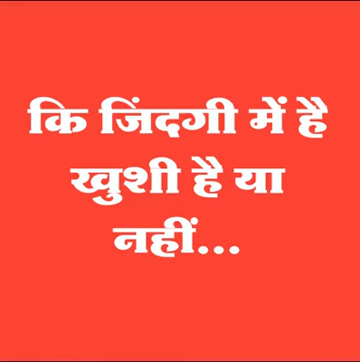 कि जिंदगी में है
खुशी है या
नहीं...